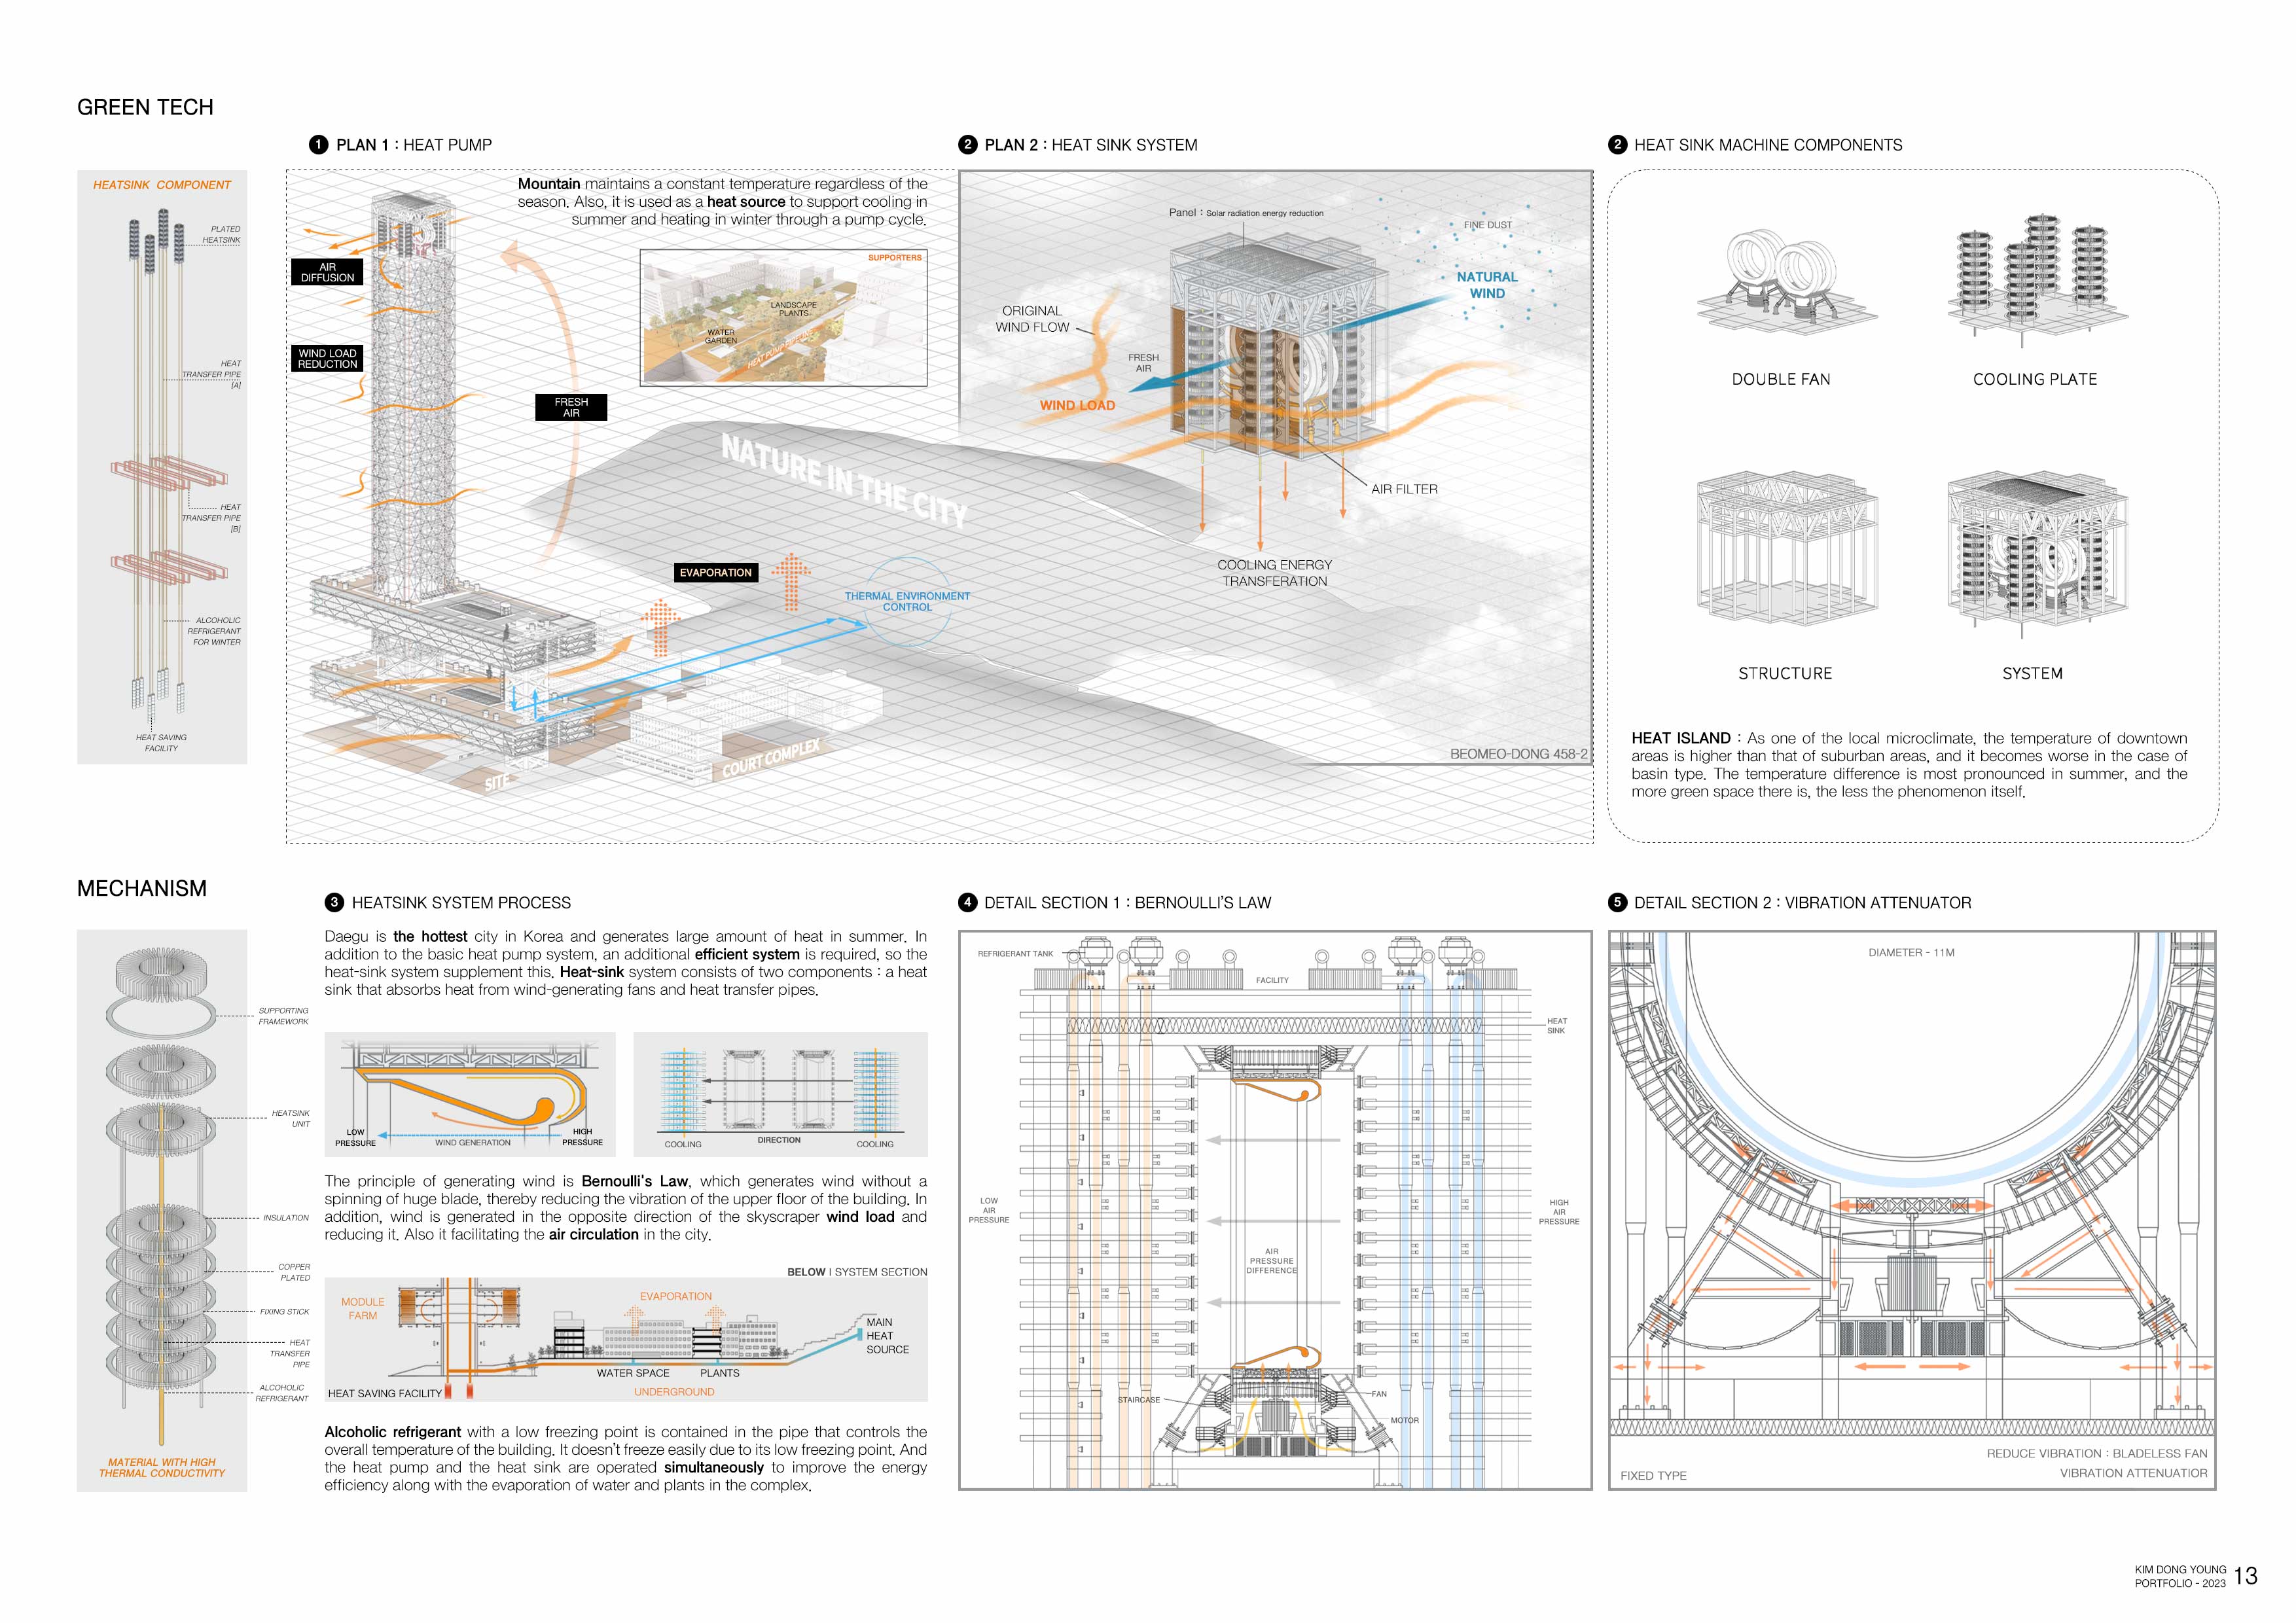 GREEN TECH
1 PLAN 1 : HEAT PUMP
2 PLAN 2 : HEAT SINK SYSTEM
2 HEAT SINK MACHINE COMPONENTS
HEATSINK COMPONENT
PLATED
HEATSINK
HEAT
TRANSFER PIPE
[A]
HEAT
TRANSFER PIPE
[B]
ALCOHOLIC
REFRIGERANT
FOR WINTER
HEAT SAVING
FACILITY
Mountain maintains a constant temperature regardless of the
season. Also, it is used as a heat source to support cooling in
summer and heating in winter through a pump cycle.
SUPPORTERS
LANDSCAPE
PLANTS
WATER
GARDEN
HEAT PUMP PIPELINE
AIR
DIFFUSION
WIND LOAD
REDUCTION
FRESH
AIR
NATURE IN THE CITY
EVAPORATION
THERMAL ENVIRONMENT
CONTROL
SITE
COURT COMPLEX
Panel : Solar radiation energy reduction
FINE DUST
NATURAL
WIND
ORIGINAL
WIND FLOW
FRESH
AIR
WIND LOAD
AIR FILTER
COOLING ENERGY
TRANSFERATION
BEOMEO-DONG 458-2
DOUBLE FAN
COOLING PLATE
STRUCTURE
SYSTEM
HEAT ISLAND : As one of the local microclimate, the temperature of downtown
areas is higher than that of suburban areas, and it becomes worse in the case of
basin type. The temperature difference is most pronounced in summer, and the
more green space there is, the less the phenomenon itself.
MECHANISM
SUPPORTING
FRAMEWORK
HEATSINK
UNIT
INSULATION
COPPER
PLATED
FIXING STICK
HEAT
TRANSFER
PIPE
ALCOHOLIC
REFRIGERANT
MATERIAL WITH HIGH
THERMAL CONDUCTIVITY
3 HEATSINK SYSTEM PROCESS
Daegu is the hottest city in Korea and generates large amount of heat in summer. In
addition to the basic heat pump system, an additional efficient system is required, so the
heat-sink system supplement this. Heat-sink system consists of two components : a heat
sink that absorbs heat from wind-generating fans and heat transfer pipes.
LOW
PRESSURE
WIND GENERATION
HIGH
PRESSURE
COOLING
DIRECTION
COOLING
The principle of generating wind is Bernoulli's Law, which generates wind without a
spinning of huge blade, thereby reducing the vibration of the upper floor of the building. In
addition, wind is generated in the opposite direction of the skyscraper wind load and
reducing it. Also it facilitating the air circulation in the city.
BELOW I SYSTEM SECTION
MODULE
FARM
EVAPORATION
MAIN
HEAT
SOURCE
WATER SPACE
PLANTS
HEAT SAVING FACILITY
UNDERGROUND
Alcoholic refrigerant with a low freezing point is contained in the pipe that controls the
overall temperature of the building. It doesn't freeze easily due to its low freezing point. And
the heat pump and the heat sink are operated simultaneously to improve the energy
efficiency along with the evaporation of water and plants in the complex.
4 DETAIL SECTION 1 : BERNOULLI'S LAW
REFRIGERANT TANK
FACILITY
HEAT
SINK
LOW
AIR
PRESSURE
HIGH
AIR
PRESSURE
AIR
PRESSURE
DIFFERENCE
STAIRCASE
FAN
MOTOR
5 DETAIL SECTION 2 : VIBRATION ATTENUATOR
DIAMETER - 11M
REDUCE VIBRATION : BLADELESS FAN
FIXED TYPE
VIBRATION ATTENUATIOR
KIM DONG YOUNG
PORTFOLIO - 2023
13